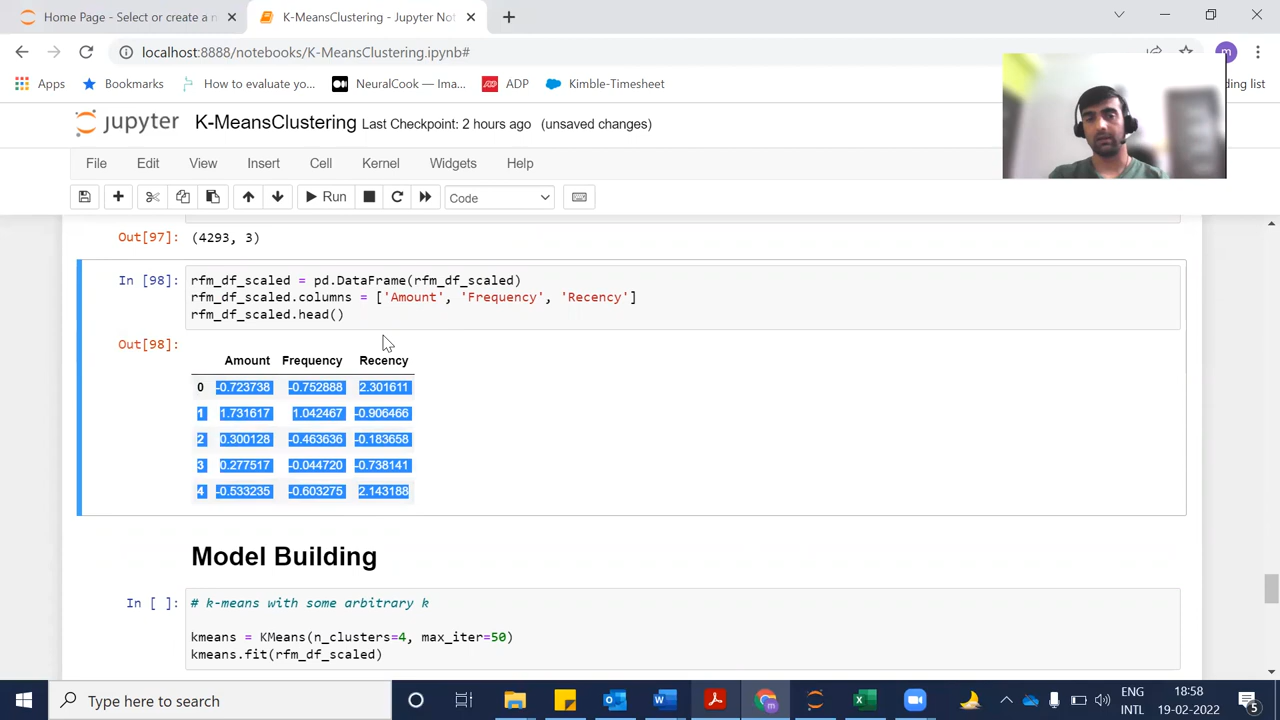 Home Page - Select or create a n
K-MeansClustering - Jupyter Not
localhost:8888/notebooks/K-MeansClustering.ipynb#
m
Apps
Bookmarks
How to evaluate yo...
NeuralCook — Ima...
ADP
Kimble-Timesheet
ding list
jupyter
K-MeansClustering
Last Checkpoint: 2 hours ago
(unsaved changes)
File
Edit
View
Insert
Cell
Kernel
Widgets
Help
Run
Code
Out[97]:
(4293, 3)
In [98]:
rfm_df_scaled = pd.DataFrame(rfm_df_scaled)
rfm_df_scaled.columns = ['Amount', 'Frequency', 'Recency']
rfm_df_scaled.head()
Out[98]:
Amount Frequency Recency
0 -0.723738 -0.752888 2.301611
1 1.731617 1.042467 -0.906466
2 0.300128 -0.463636 -0.183658
3 0.277517 -0.044720 -0.738141
4 -0.533235 -0.603275 2.143188
Model Building
In [ ]:
# k-means with some arbitrary k
kmeans = KMeans(n_clusters=4, max_iter=50)
kmeans.fit(rfm_df_scaled)
Type here to search
ENG
INTL
18:58
19-02-2022
5